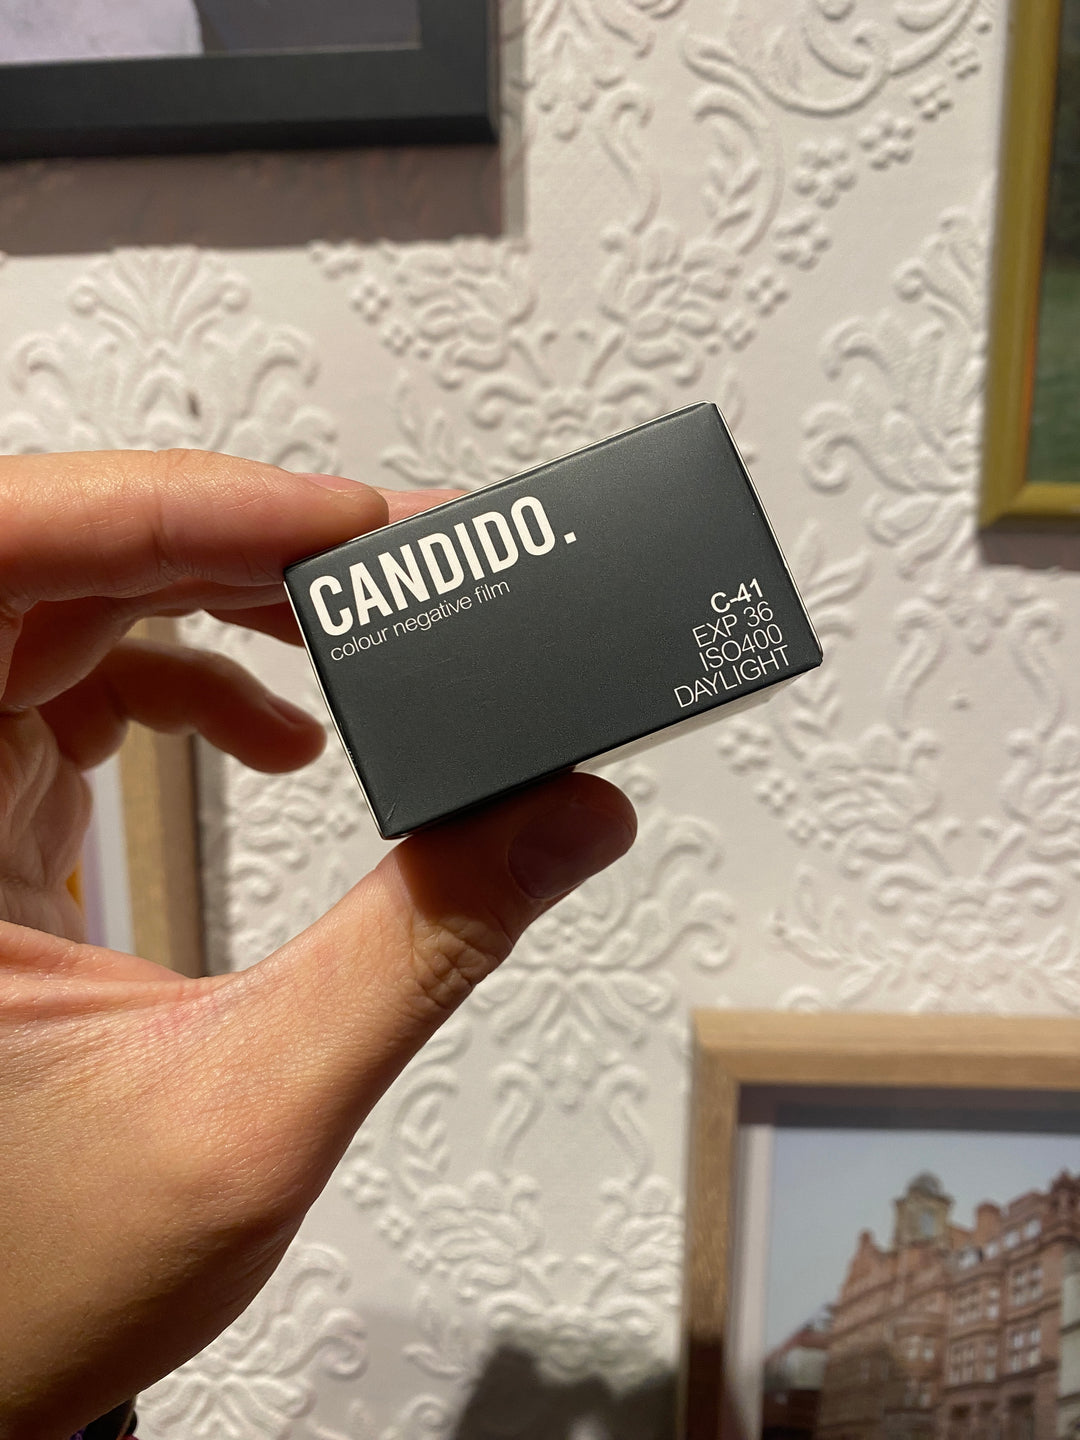 CANDIDO.
colour negative film
C-41
EXP 36
ISO400
DAYLIGHT